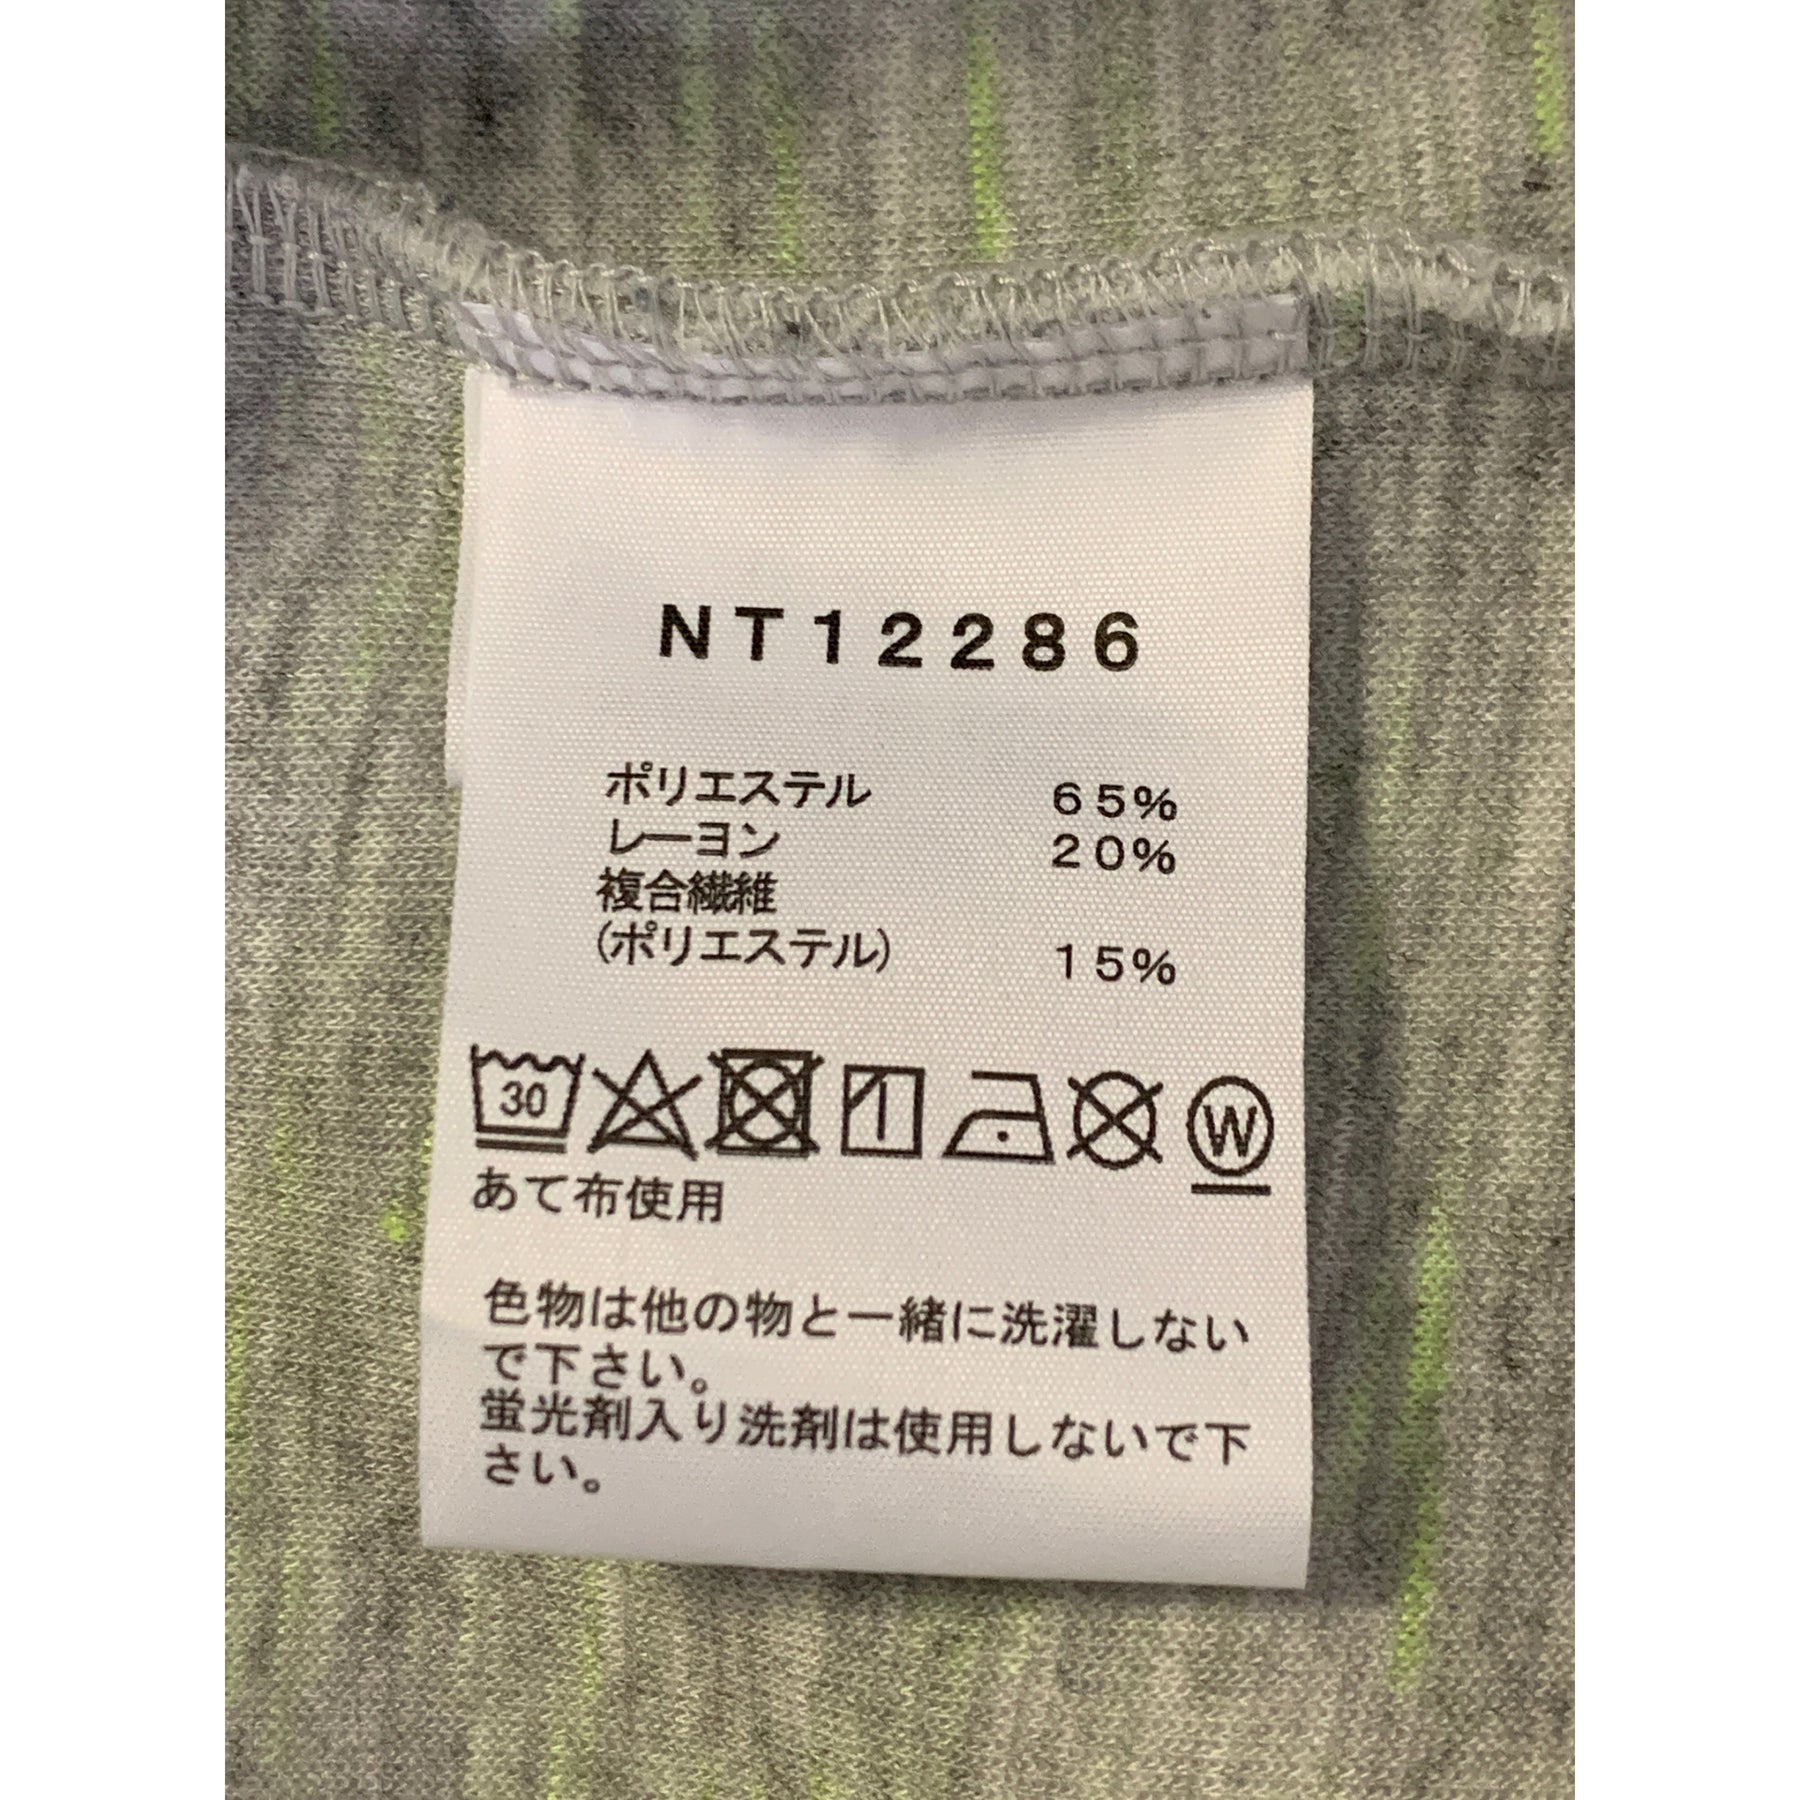 NT12286
ポリエステル 65%
レーヨン 20%
複合繊維
(ポリエステル) 15%
30 W
あて布使用
色物は他の物と一緒に洗濯しない
で下さい。
蛍光剤入り洗剤は使用しないで下
さい。